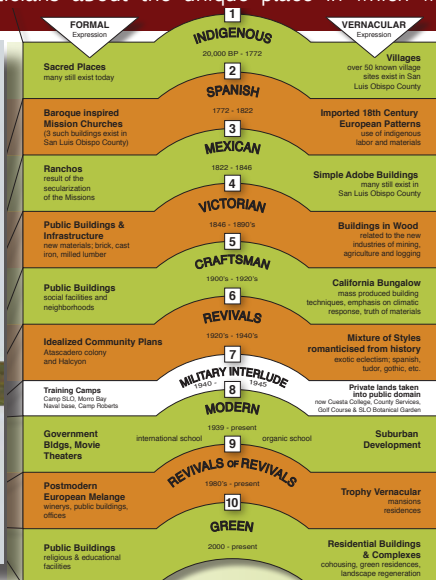 FORMAL
Expression
VERNACULAR
Expression
1
INDIGENOUS
20,000 BP - 1772
Sacred Places
many still exist today
Villages
over 50 known village
sites exist in San
Luis Obispo County
2
SPANISH
1772 - 1822
Baroque inspired
Mission Churches
(3 such buildings exist in
San Luis Obispo County)
Imported 18th Century
European Patterns
use of indigenous
labor and materials
3
MEXICAN
1822 - 1846
Ranchos
result of the
secularization
of the Missions
Simple Adobe Buildings
many still exist in
San Luis Obispo County
4
VICTORIAN
1846 - 1890's
Public Buildings &
Infrastructure
new materials; brick, cast
iron, milled lumber
Buildings in Wood
related to the new
industries of mining,
agriculture and logging
5
CRAFTSMAN
1900's - 1920's
Public Buildings
social facilities and
neighborhoods
California Bungalow
mass produced building
techniques, emphasis on climatic
response, truth of materials
6
REVIVALS
1920's - 1940's
Idealized Community Plans
Atascadero colony
and Halcyon
Mixture of Styles
romanticised from history
exotic eclectism; spanish,
tudor, gothic, etc.
7
MILITARY INTERLUDE
1940 - 1945
Training Camps
Camp SLO, Morro Bay
Naval base, Camp Roberts
Private lands taken
into public domain
now Cuesta College, County Services,
Golf Course & SLO Botanical Garden
8
MODERN
1939 - present
international school
organic school
Government
Bldgs, Movie
Theaters
Suburban
Development
9
REVIVALS OF REVIVALS
1980's - present
Postmodern
European Melange
winerys, public buildings,
offices
Trophy Vernacular
mansions
residences
10
GREEN
2000 - present
Public Buildings
religious & educational
facilities
Residential Buildings
& Complexes
cohousing, green residences,
landscape regeneration